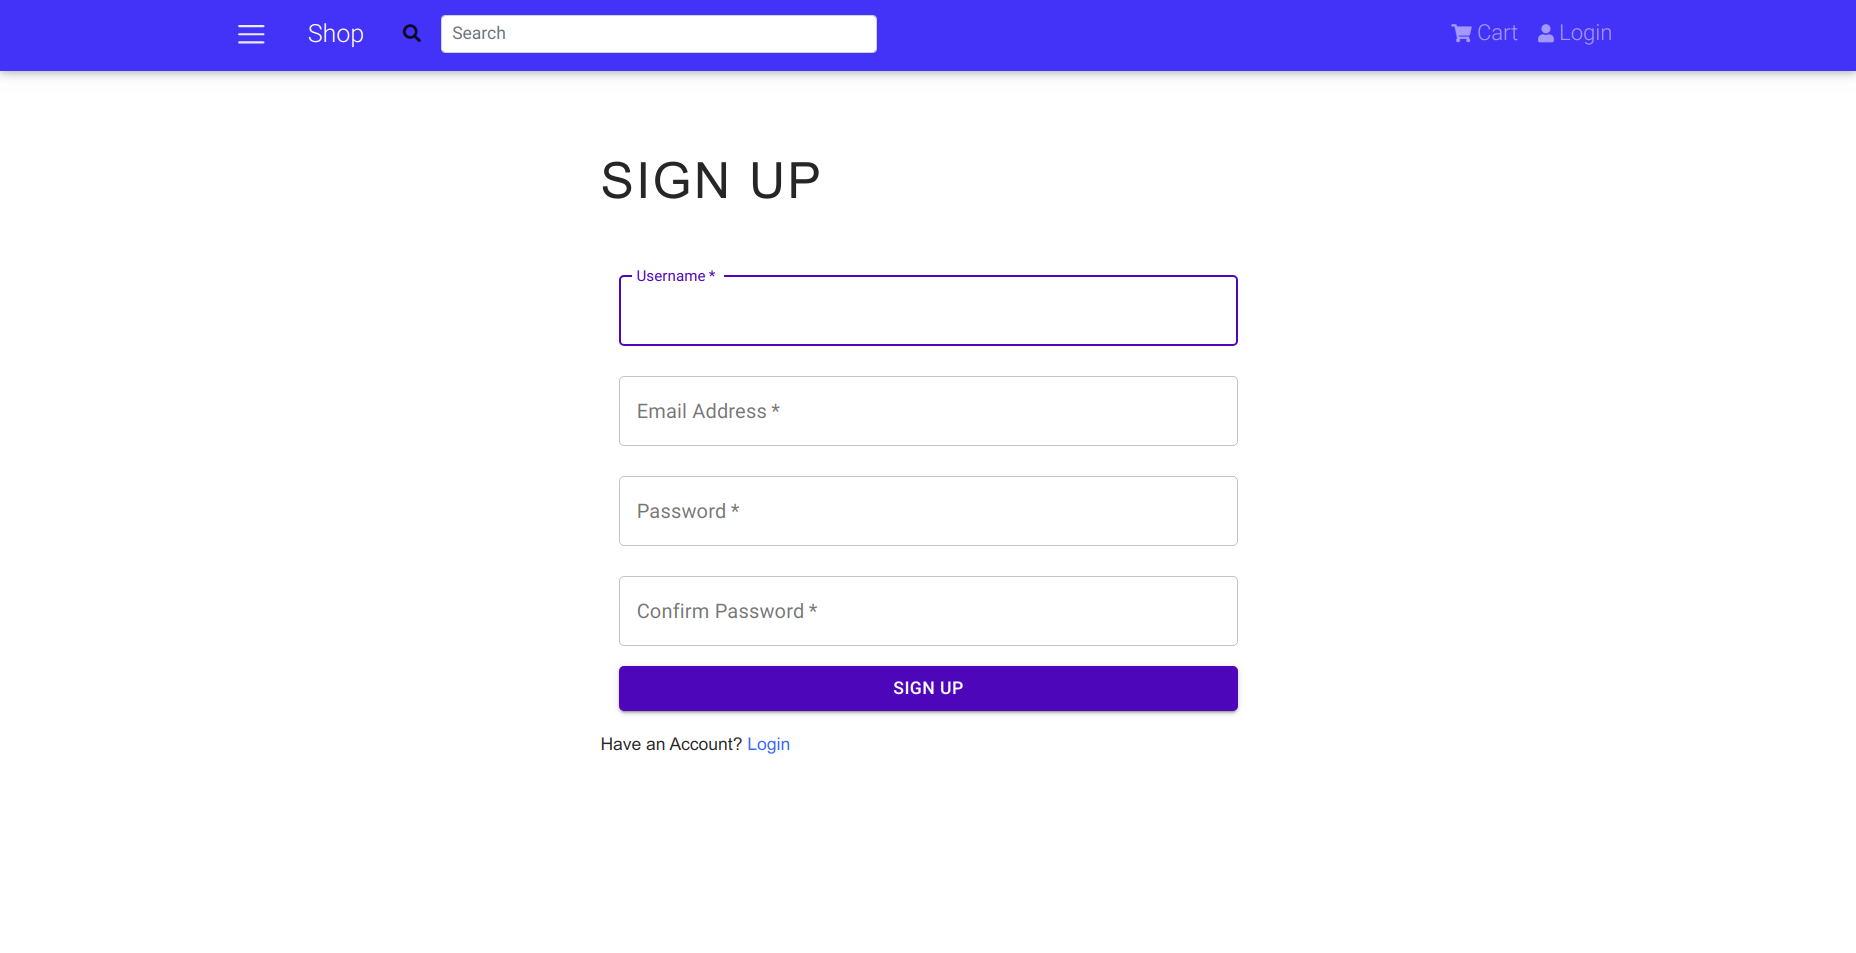 Shop Search Cart Login
SIGN UP
Username *
Email Address *
Password *
Confirm Password *
SIGN UP
Have an Account? Login